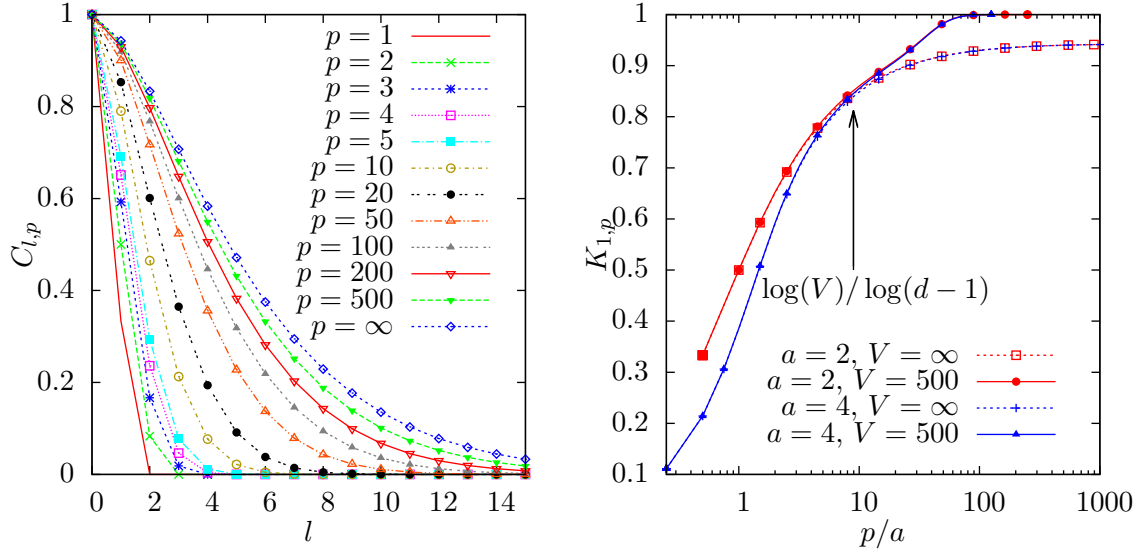 1
0.8
0.6
0.4
0.2
0
0 2 4 6 8 10 12 14
C_{l,p}
l
p = 1
p = 2
p = 3
p = 4
p = 5
p = 10
p = 20
p = 50
p = 100
p = 200
p = 500
p = ∞
1
0.9
0.8
0.7
0.6
0.5
0.4
0.3
0.2
0.1
1 10 100 1000
K_{1,p}
p/a
log(V)/ log(d − 1)
a = 2, V = ∞
a = 2, V = 500
a = 4, V = ∞
a = 4, V = 500